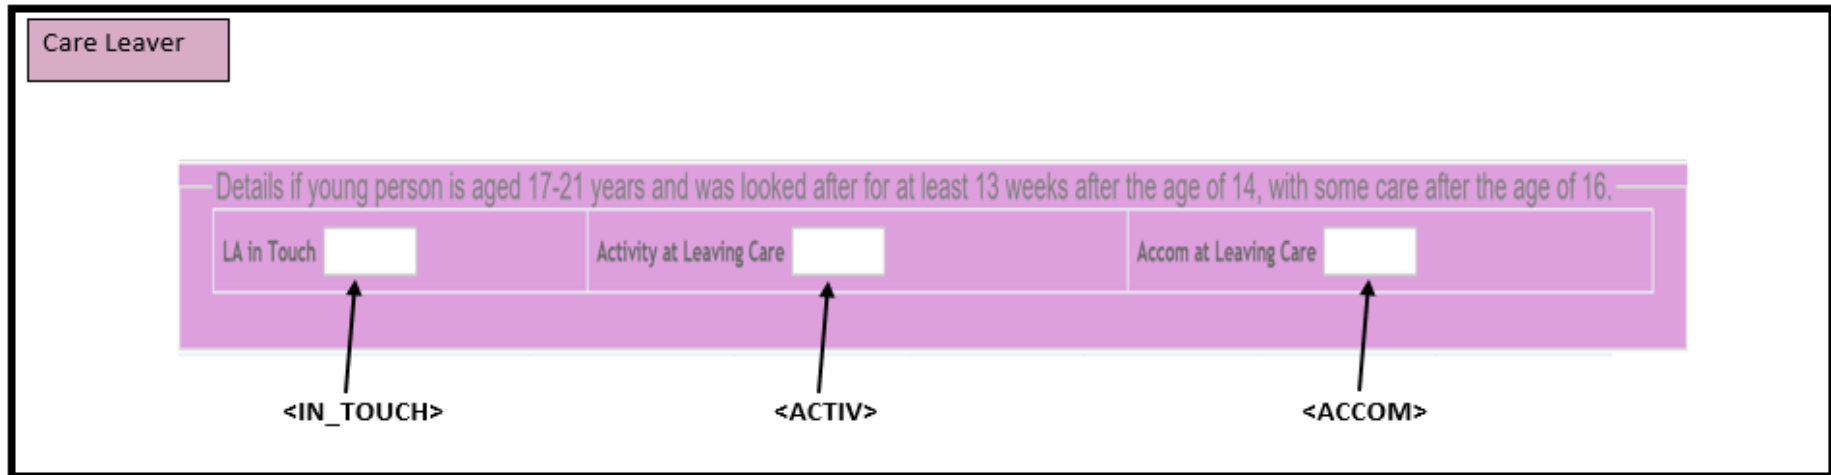 Care Leaver
Details if young person is aged 17-21 years and was looked after for at least 13 weeks after the age of 14, with some care after the age of 16.
LA in Touch Activity at Leaving Care Accom at Leaving Care
<IN_TOUCH> <ACTIV> <ACCOM>